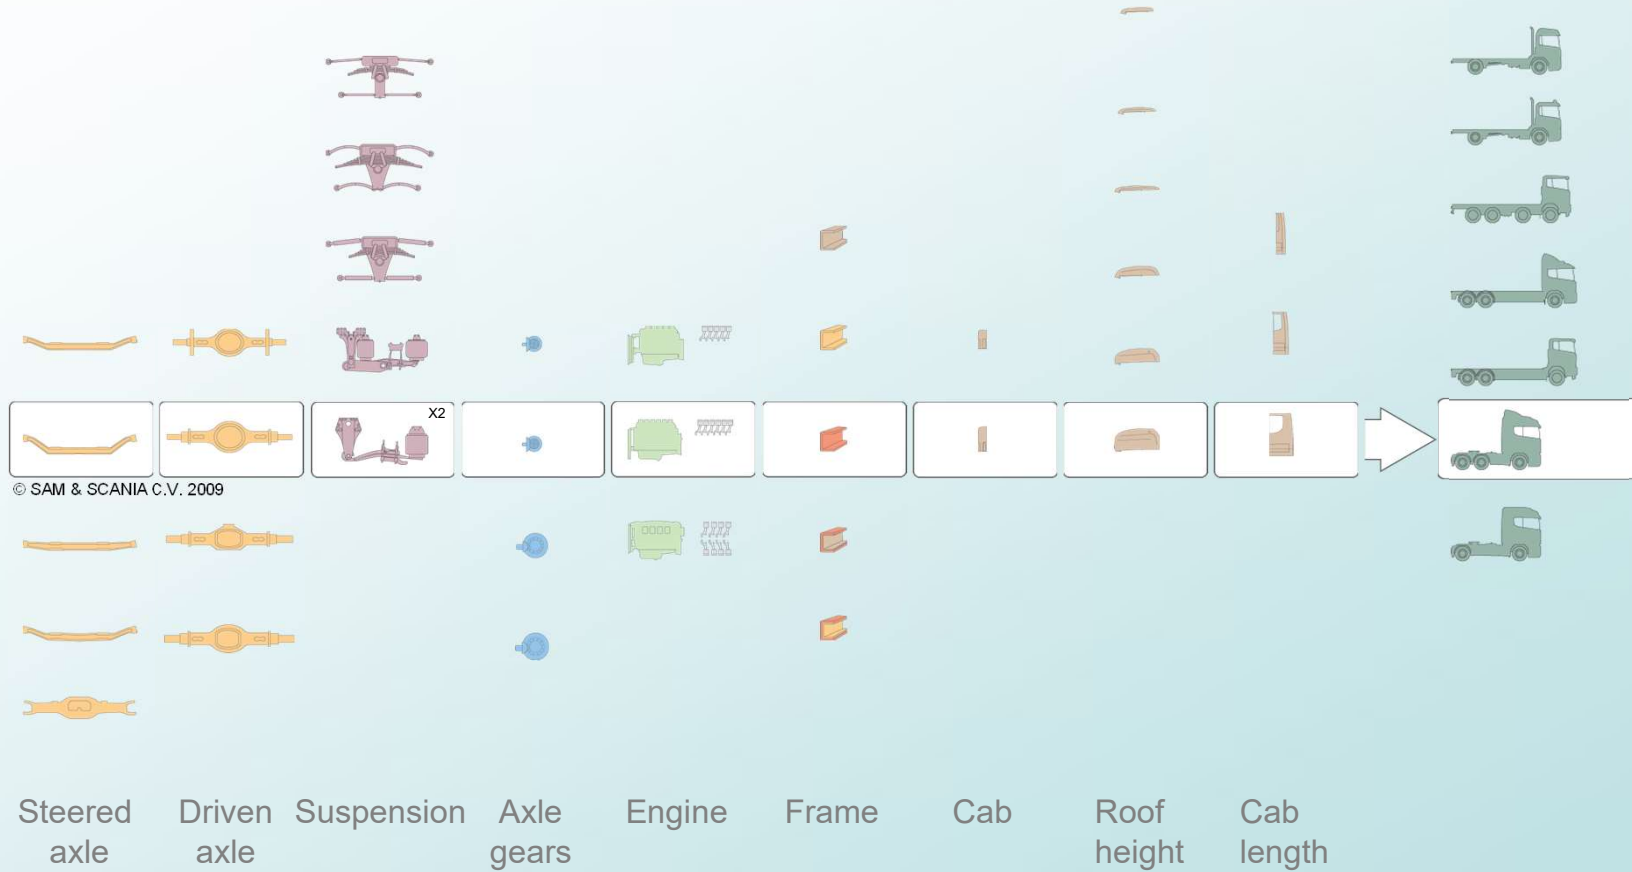 X2
© SAM & SCANIA C.V. 2009
Steered axle
Driven axle
Suspension
Axle gears
Engine
Frame
Cab
Roof height
Cab length